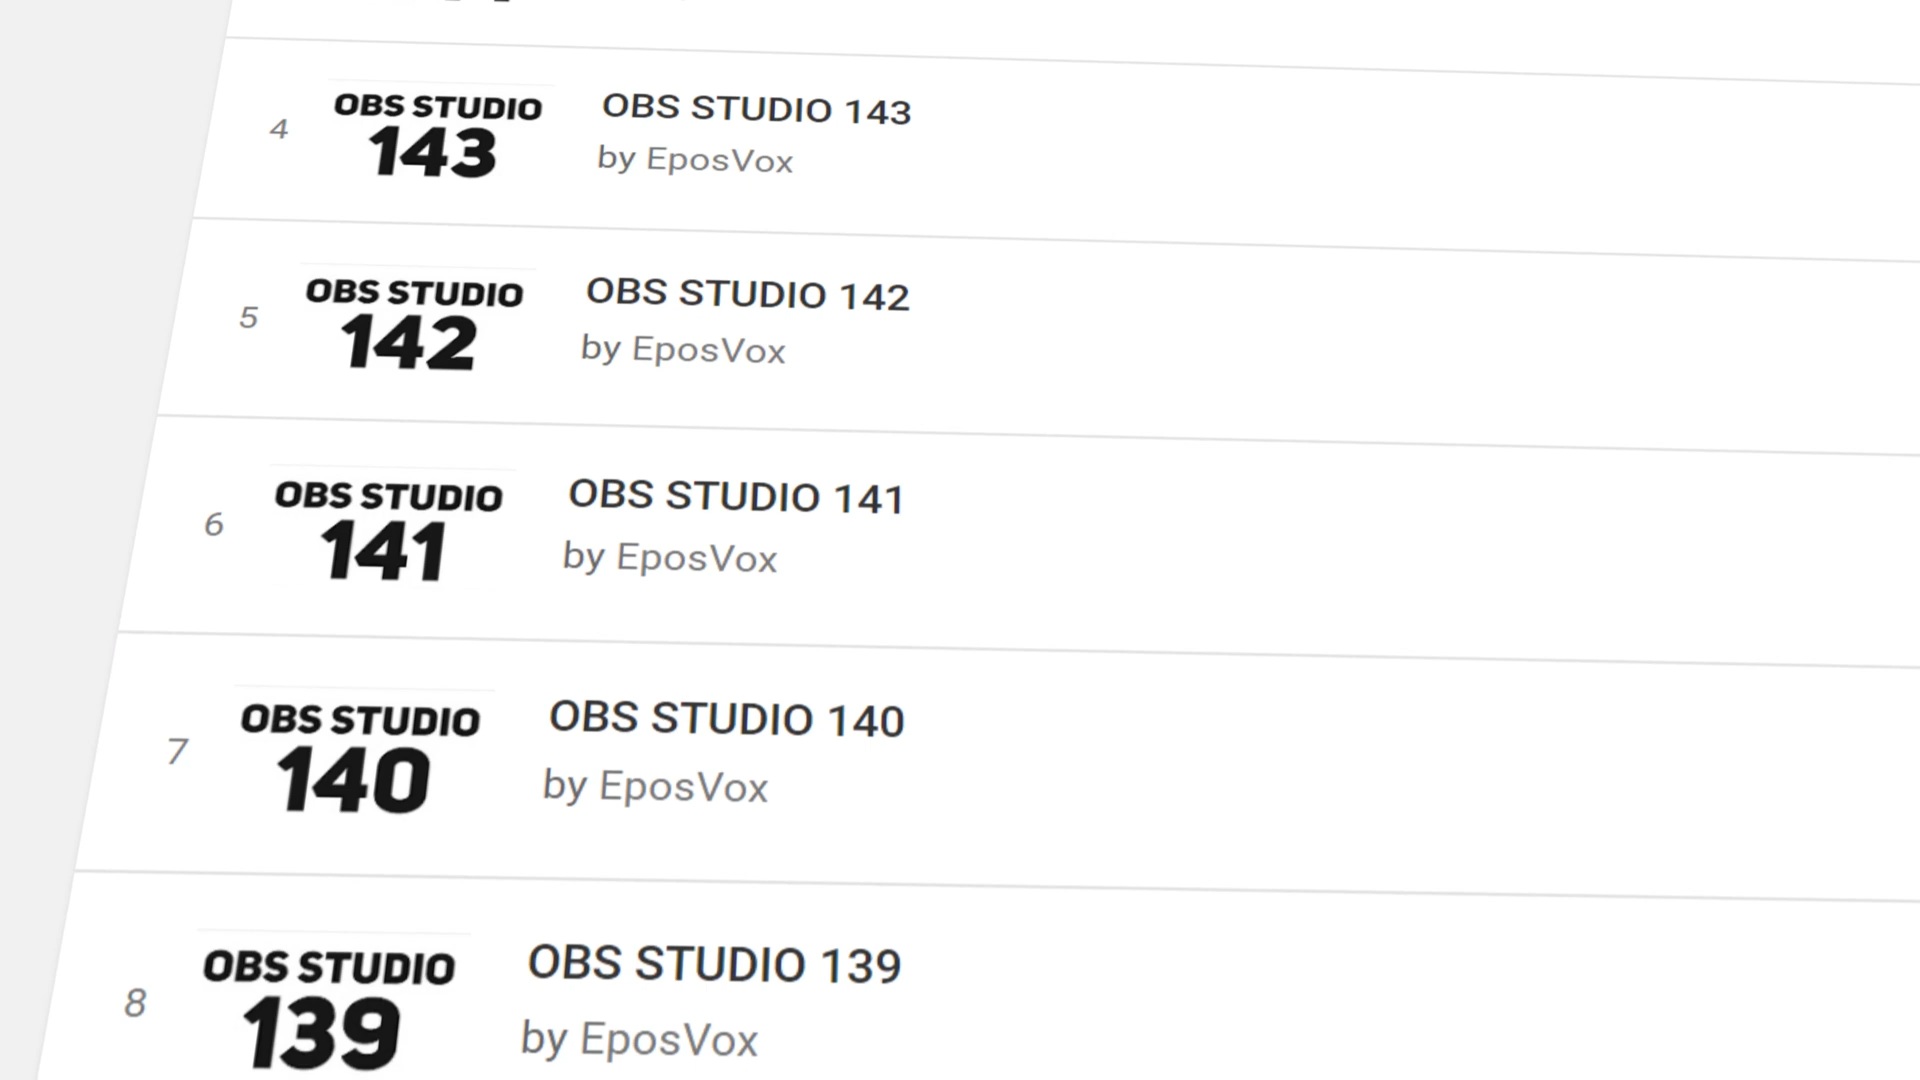 4
OBS STUDIO
143
OBS STUDIO 143
by EposVox
5
OBS STUDIO
142
OBS STUDIO 142
by EposVox
6
OBS STUDIO
141
OBS STUDIO 141
by EposVox
7
OBS STUDIO
140
OBS STUDIO 140
by EposVox
8
OBS STUDIO
139
OBS STUDIO 139
by EposVox